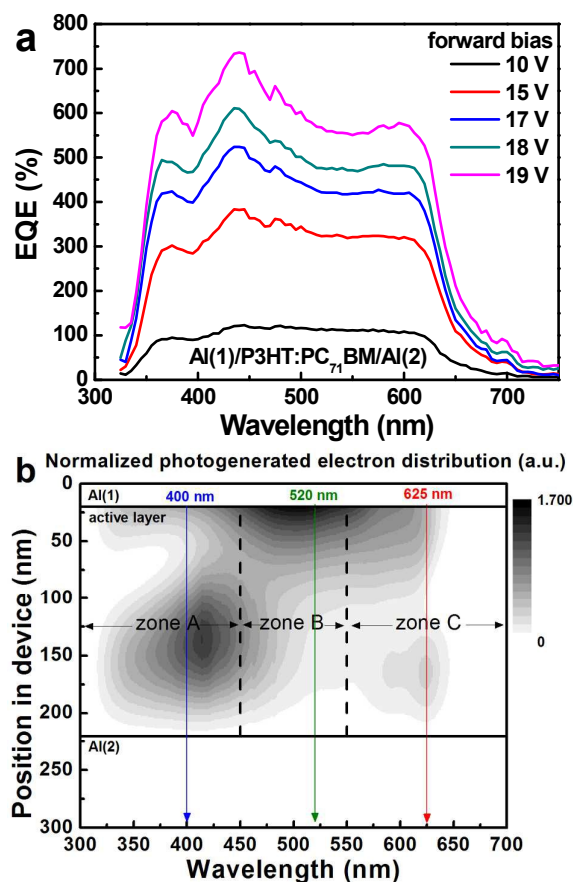 a
800
700
600
500
400
300
200
100
0
EQE (%)
forward bias
10 V
15 V
17 V
18 V
19 V
Al(1)/P3HT:PC71BM/Al(2)
300 400 500 600 700
Wavelength (nm)
b Normalized photogenerated electron distribution (a.u.)
0
50
100
150
200
250
300
Position in device (nm)
Al(1) 400 nm 520 nm 625 nm
active layer
zone A zone B zone C
Al(2)
1.700
0
300 350 400 450 500 550 600 650 700
Wavelength (nm)